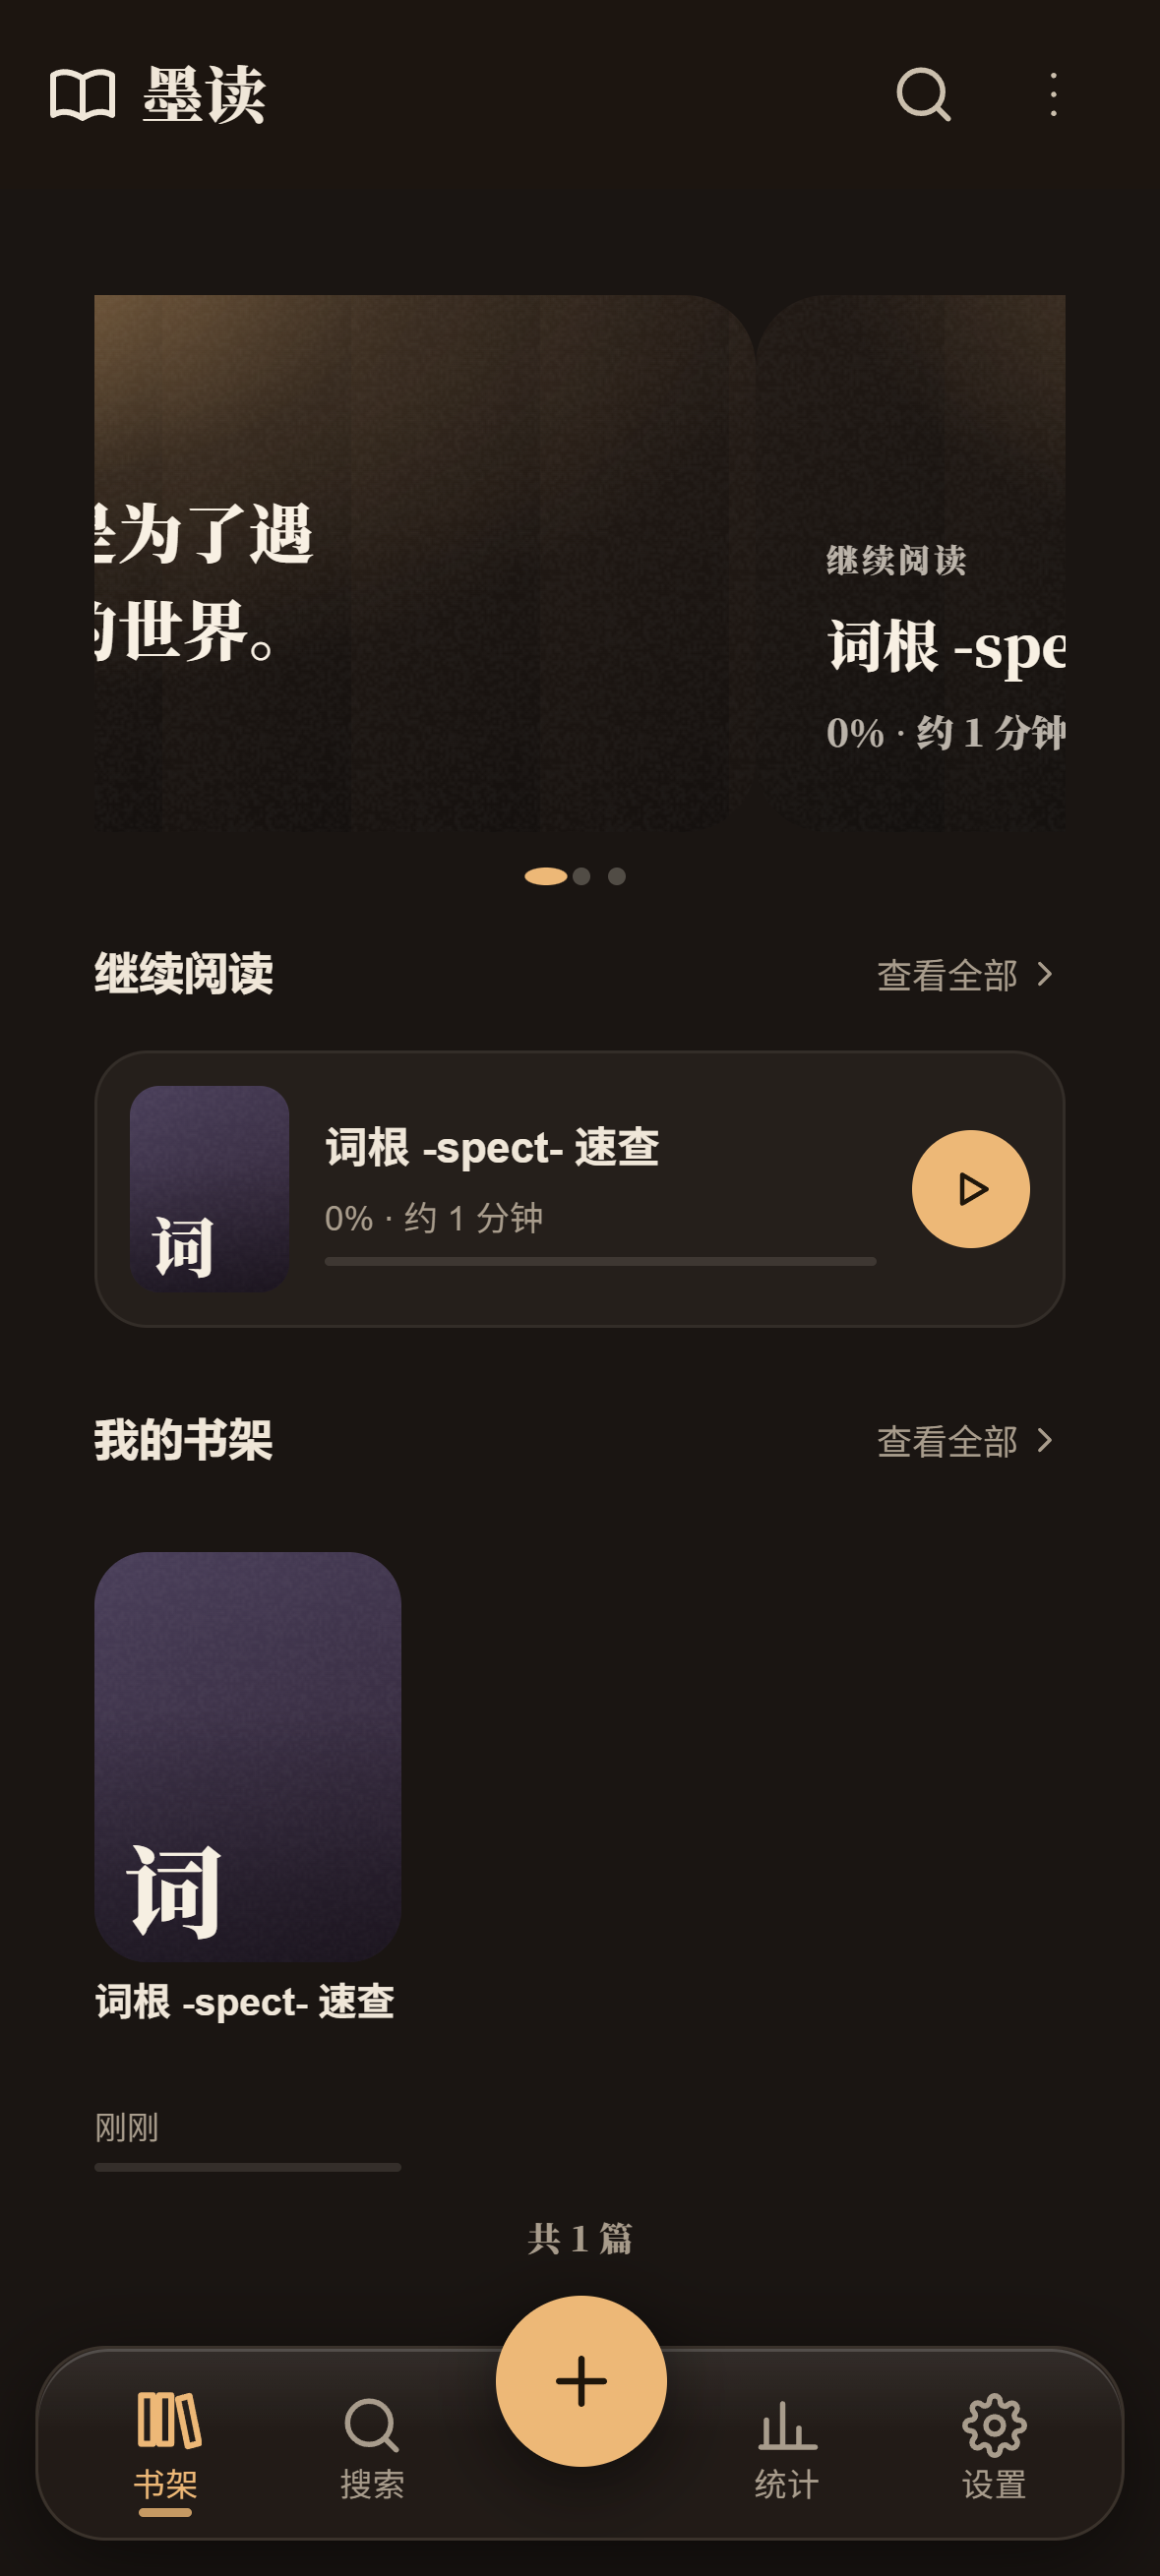 墨读
为了遇
世界。
继续阅读
词根 -spe
0% · 约 1 分钟
继续阅读
查看全部
词
词根 -spect- 速查
0% · 约 1 分钟
我的书架
查看全部
词
词根 -spect- 速查
刚刚
共 1 篇
书架
搜索
统计
设置